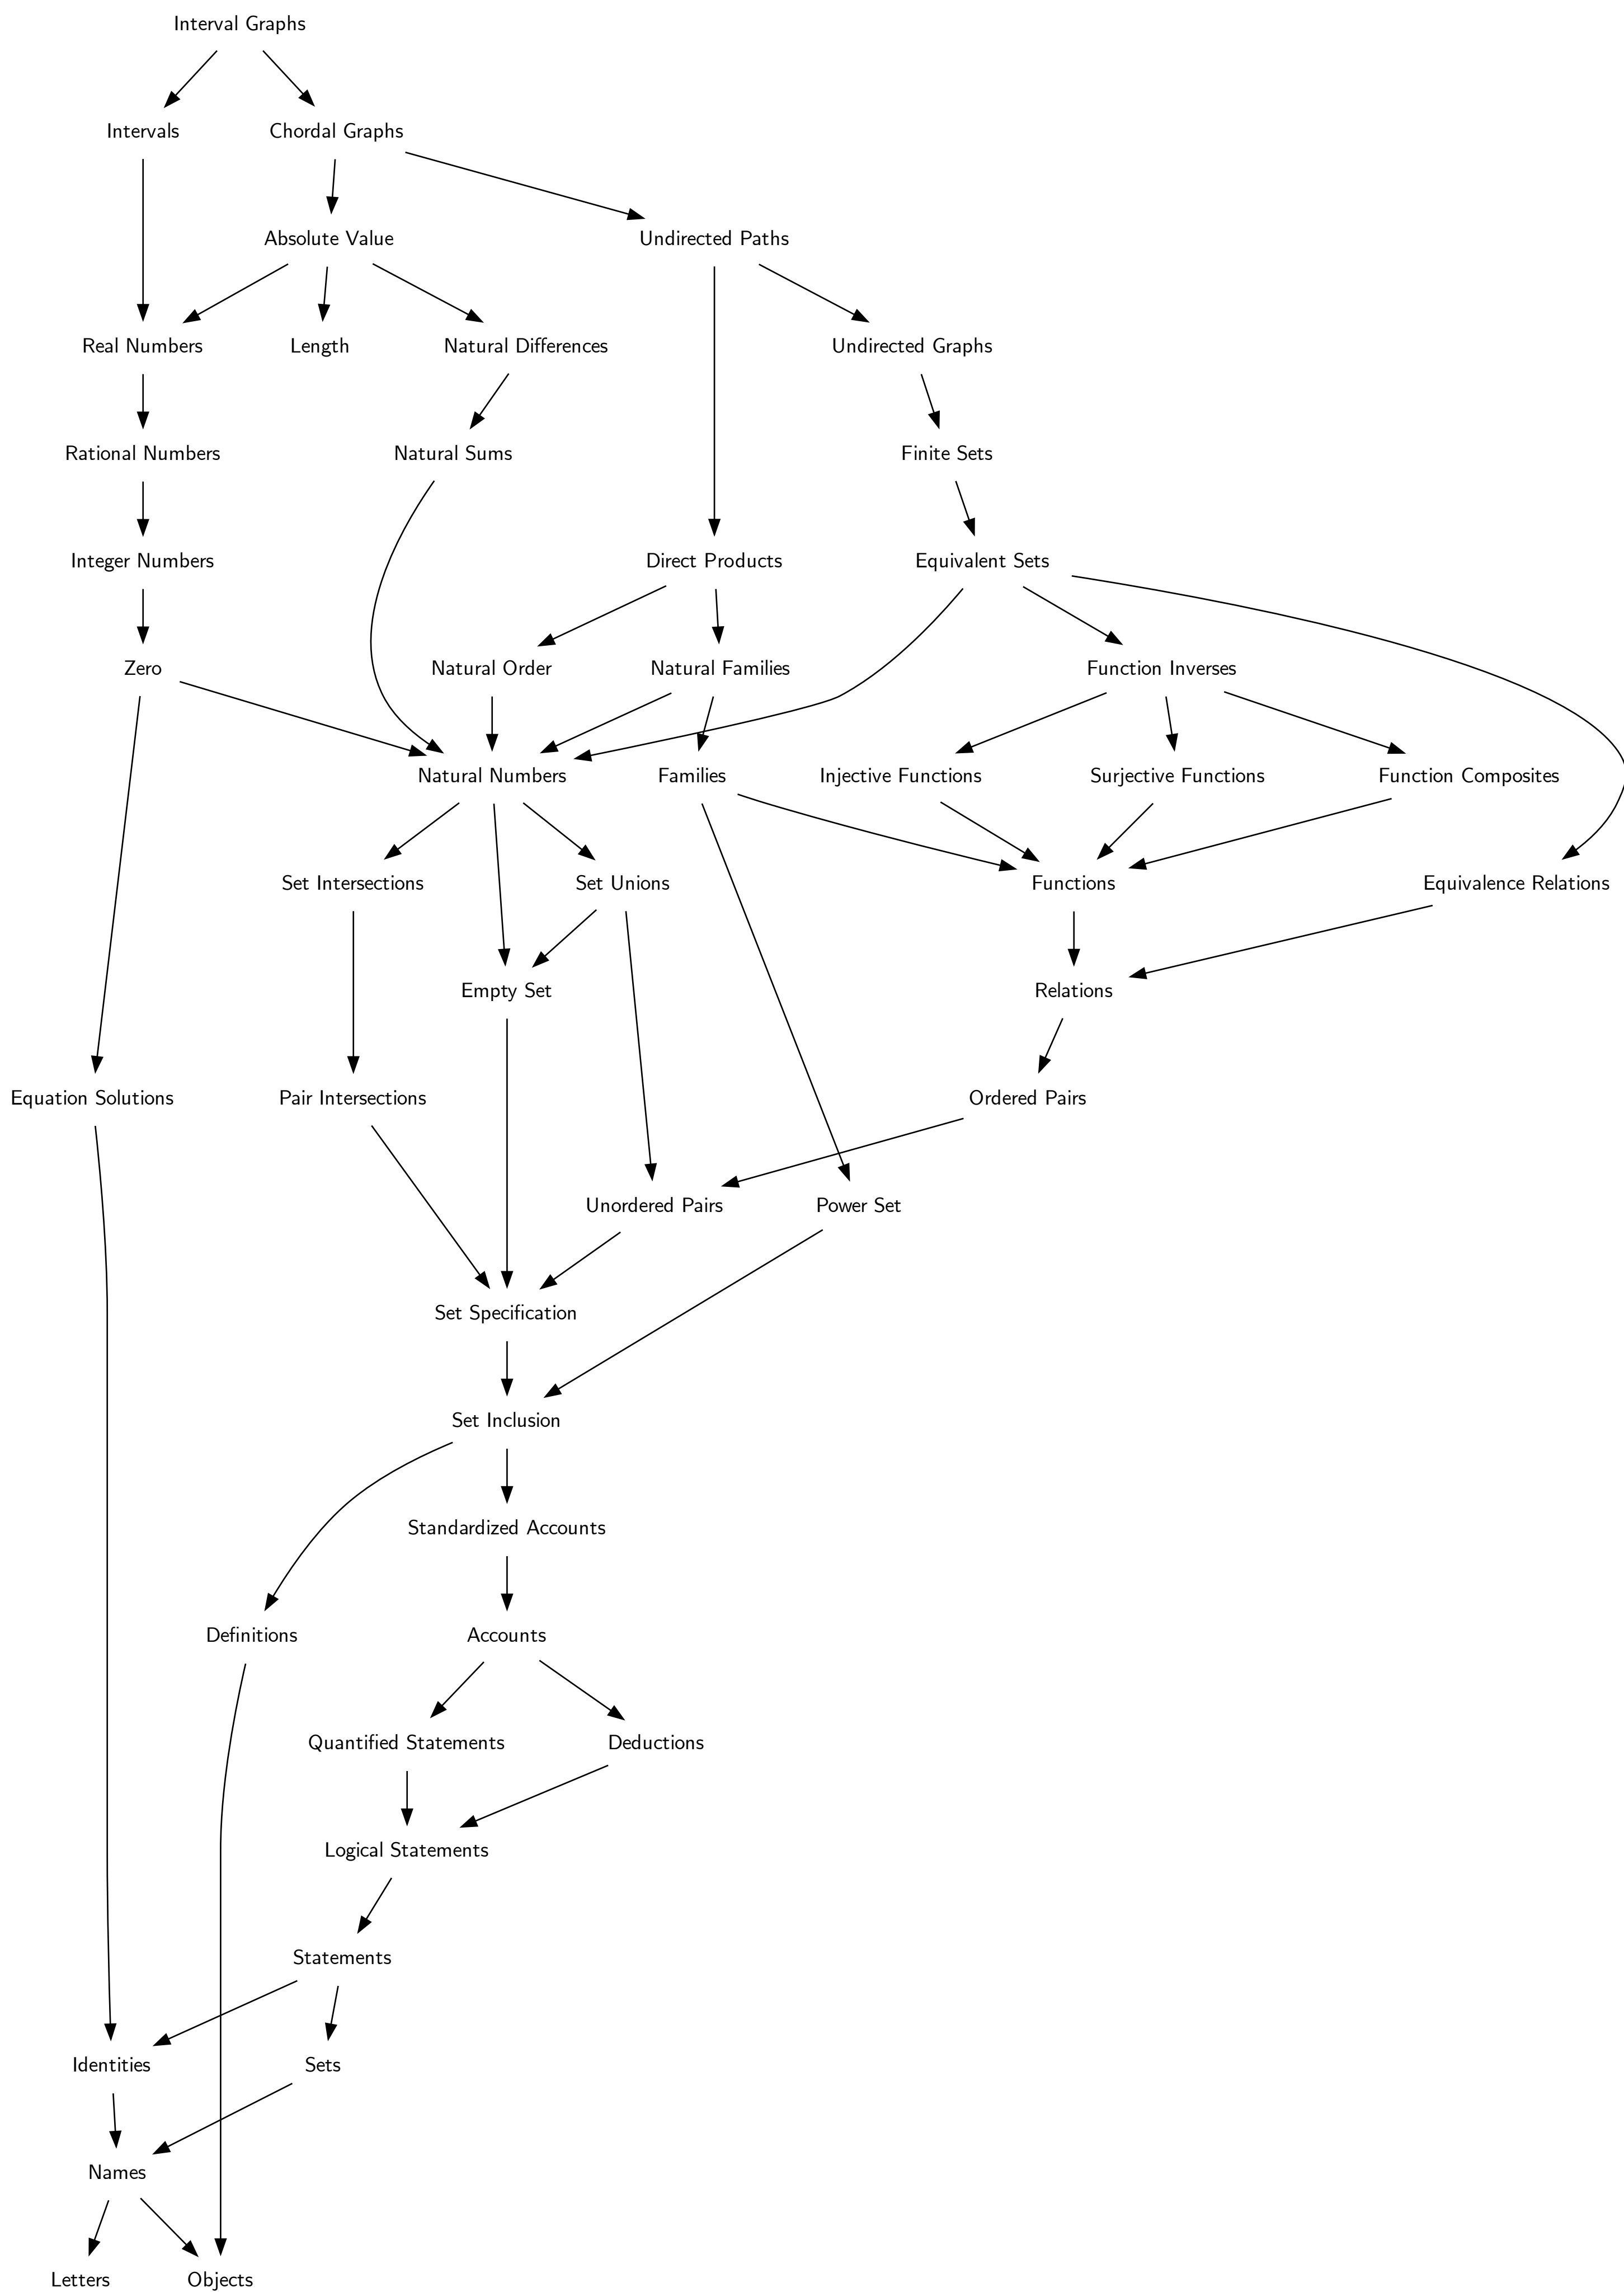 Interval Graphs
Intervals
Chordal Graphs
Absolute Value
Undirected Paths
Real Numbers
Length
Natural Differences
Undirected Graphs
Rational Numbers
Natural Sums
Finite Sets
Integer Numbers
Direct Products
Equivalent Sets
Zero
Natural Order
Natural Families
Function Inverses
Natural Numbers
Families
Injective Functions
Surjective Functions
Function Composites
Set Intersections
Set Unions
Functions
Equivalence Relations
Empty Set
Relations
Equation Solutions
Pair Intersections
Ordered Pairs
Unordered Pairs
Power Set
Set Specification
Set Inclusion
Standardized Accounts
Definitions
Accounts
Quantified Statements
Deductions
Logical Statements
Statements
Identities
Sets
Names
Letters
Objects